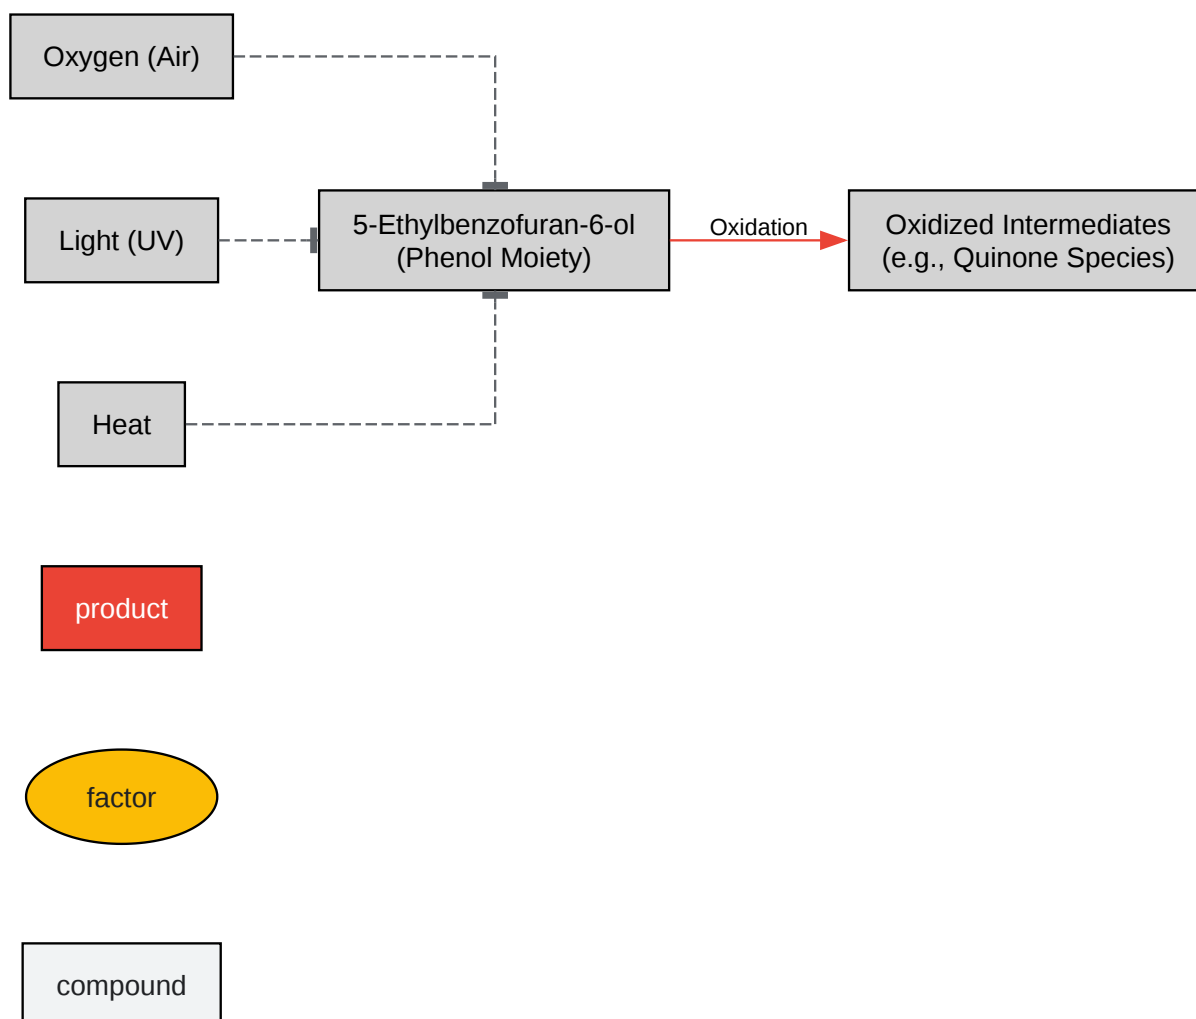 Oxygen (Air)
Light (UV)
5-Ethylbenzofuran-6-ol
(Phenol Moiety)
Oxidation
Oxidized Intermediates
(e.g., Quinone Species)
Heat
product
factor
compound